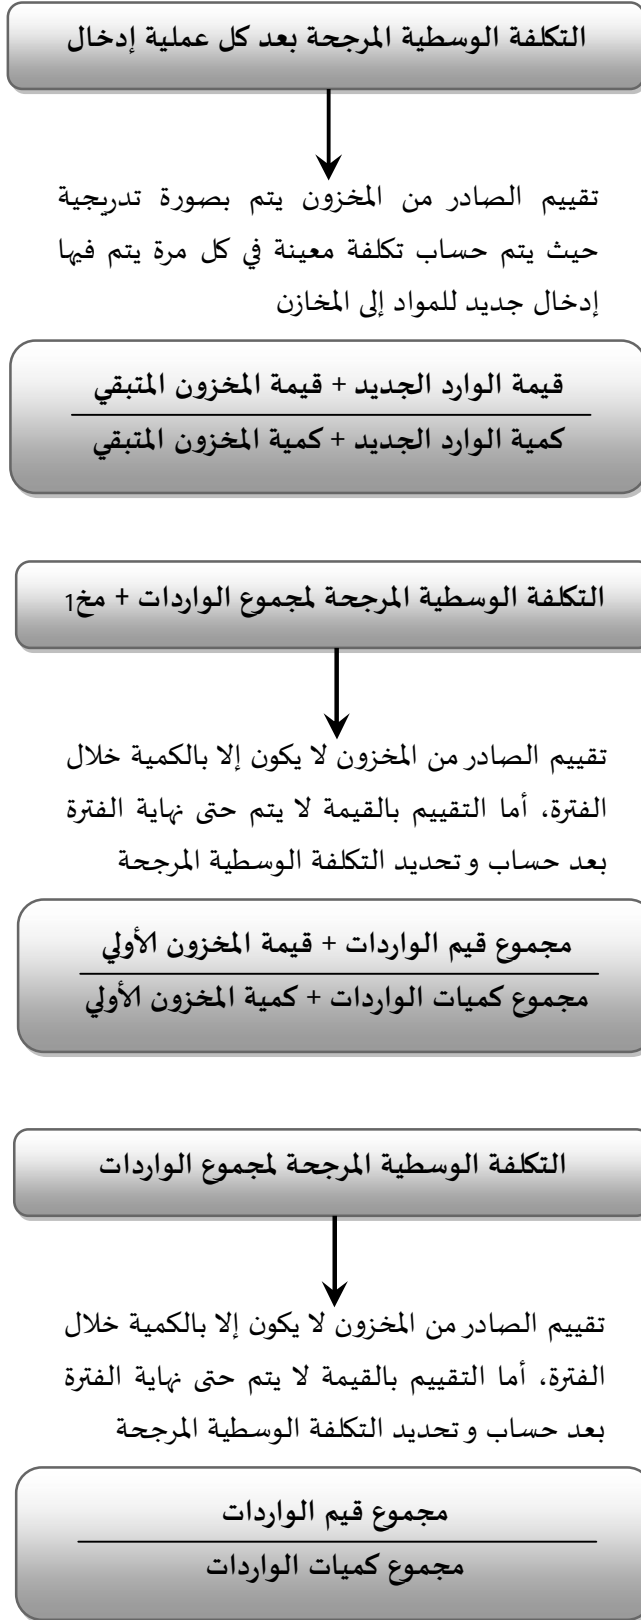 التكلفة الوسطية المرجحة بعد كل عملية إدخال
تقييم الصادر من المخزون يتم بصورة تدريجية
حيث يتم حساب تكلفة معينة في كل مرة يتم فيها
إدخال جديد للمواد إلى المخازن
قيمة الوارد الجديد + قيمة المخزون المتبقي
كمية الوارد الجديد + كمية المخزون المتبقي
التكلفة الوسطية المرجحة لمجموع الواردات + مخ1
تقييم الصادر من المخزون لا يكون إلا بالكمية خلال
الفترة، أما التقييم بالقيمة لا يتم حتى نهاية الفترة
بعد حساب و تحديد التكلفة الوسطية المرجحة
مجموع قيم الواردات + قيمة المخزون الأولي
مجموع كميات الواردات + كمية المخزون الأولي
التكلفة الوسطية المرجحة لمجموع الواردات
تقييم الصادر من المخزون لا يكون إلا بالكمية خلال
الفترة، أما التقييم بالقيمة لا يتم حتى نهاية الفترة
بعد حساب و تحديد التكلفة الوسطية المرجحة
مجموع قيم الواردات
مجموع كميات الواردات